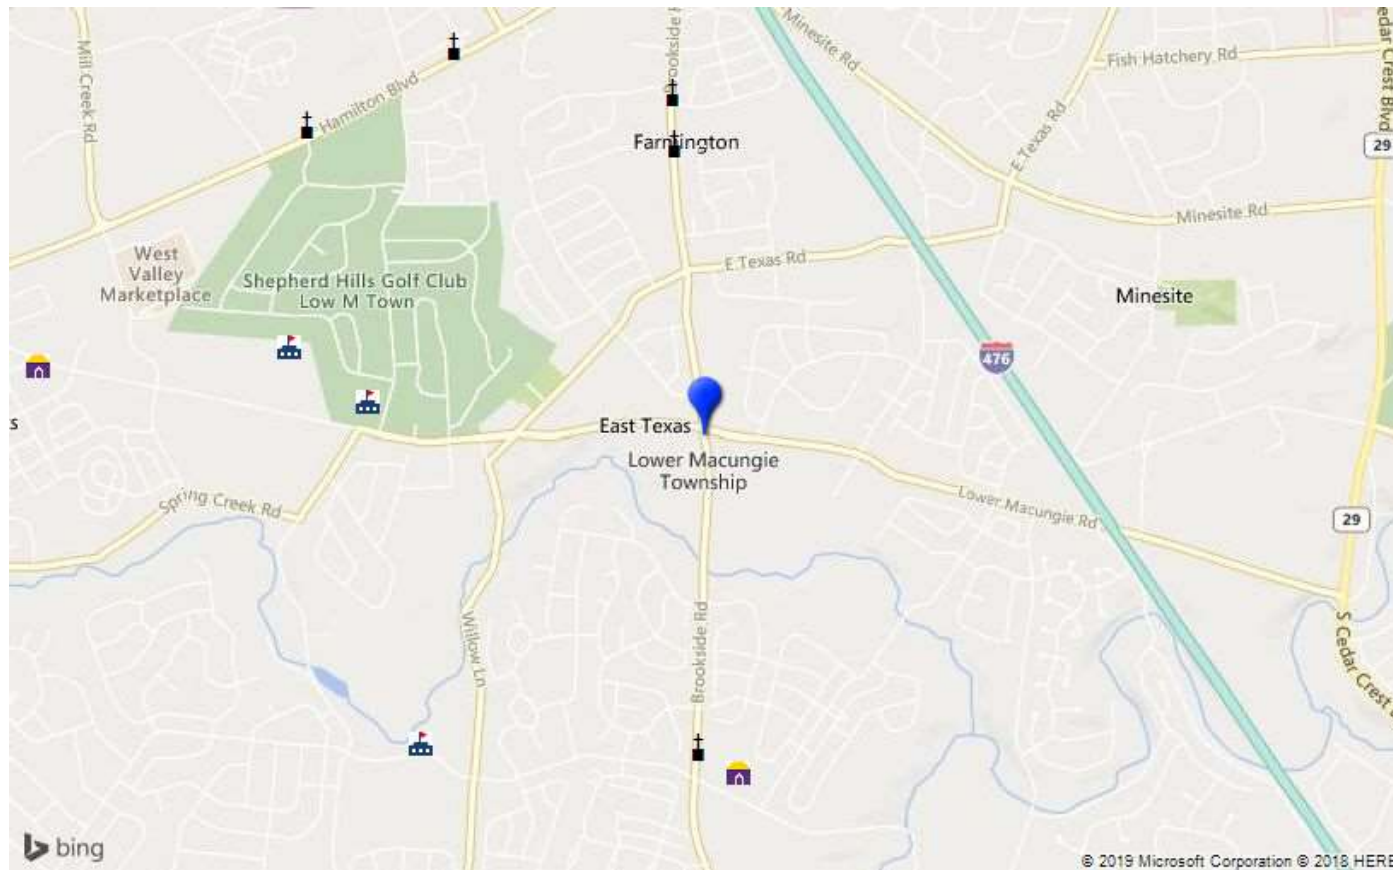 Mill Creek Rd
Hamilton Blvd
Brookside R
Minesite Rd
Fish Hatchery Rd
edar Crest Blvd
29
Farmington
E Texas Rd
Minesite Rd
West
Valley
Marketplace
Shepherd Hills Golf Club
Low M Town
E Texas Rd
Minesite
476
s
East Texas
Lower Macungie
Township
Spring Creek Rd
Lower Macungie Rd
29
Willow Ln
Brookside Rd
S Cedar Crest
bing
© 2019 Microsoft Corporation © 2018 HERE